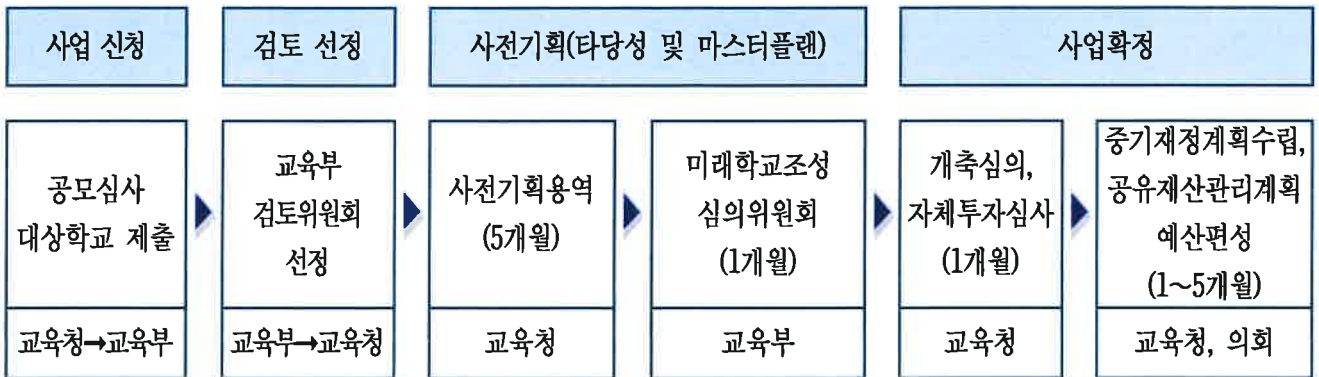 사업 신청
검토 선정
사전기획(타당성 및 마스터플랜)
사업확정
공모심사
대상학교 제출
교육청→교육부
교육부
검토위원회
선정
교육부→교육청
사전기획용역
(5개월)
교육청
미래학교조성
심의위원회
(1개월)
교육부
개축심의,
자체투자심사
(1개월)
교육청
중기재정계획수립,
공유재산관리계획
예산편성
(1~5개월)
교육청, 의회